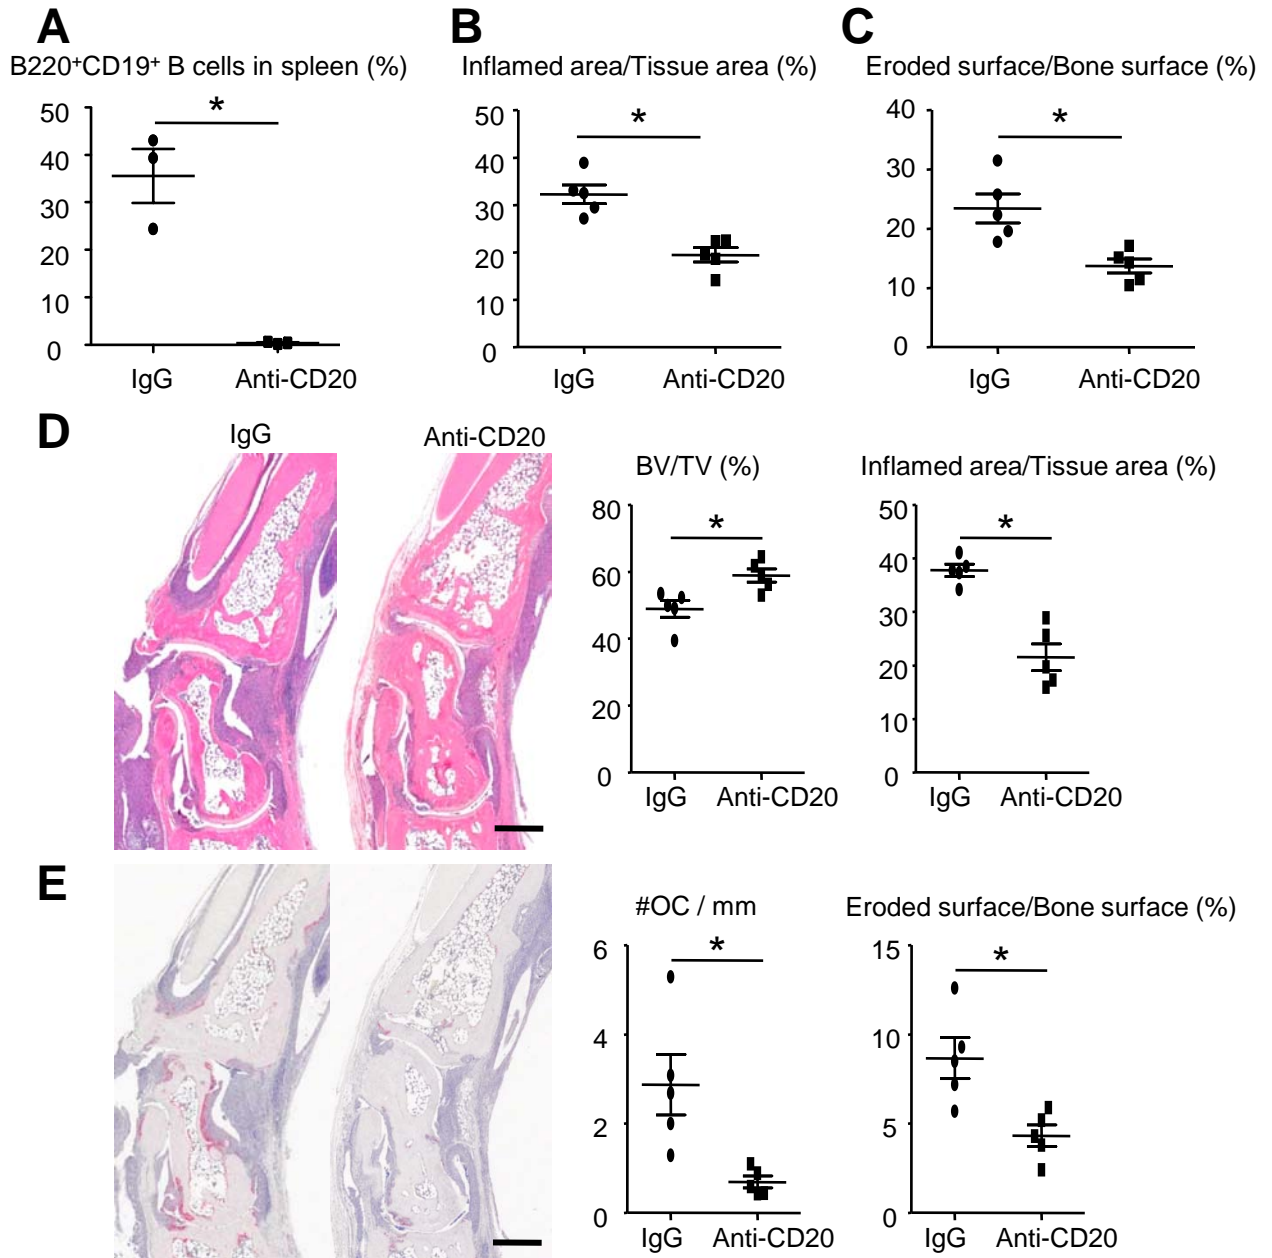 A
B220+CD19+ B cells in spleen (%)
*
50
40
30
20
10
0
IgG
Anti-CD20
B
Inflamed area/Tissue area (%)
*
50
40
30
20
10
0
IgG
Anti-CD20
C
Eroded surface/Bone surface (%)
*
40
30
20
10
0
IgG
Anti-CD20
D
IgG
Anti-CD20
BV/TV (%)
*
80
60
40
20
0
IgG
Anti-CD20
Inflamed area/Tissue area (%)
*
50
40
30
20
10
0
IgG
Anti-CD20
E
#OC / mm
*
6
4
2
0
IgG
Anti-CD20
Eroded surface/Bone surface (%)
*
15
10
5
0
IgG
Anti-CD20